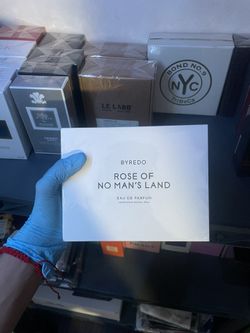 LE LABO
BOND NO. 9
NYC
BYREDO
ROSE OF
NO MAN'S LAND
EAU DE PARFUM